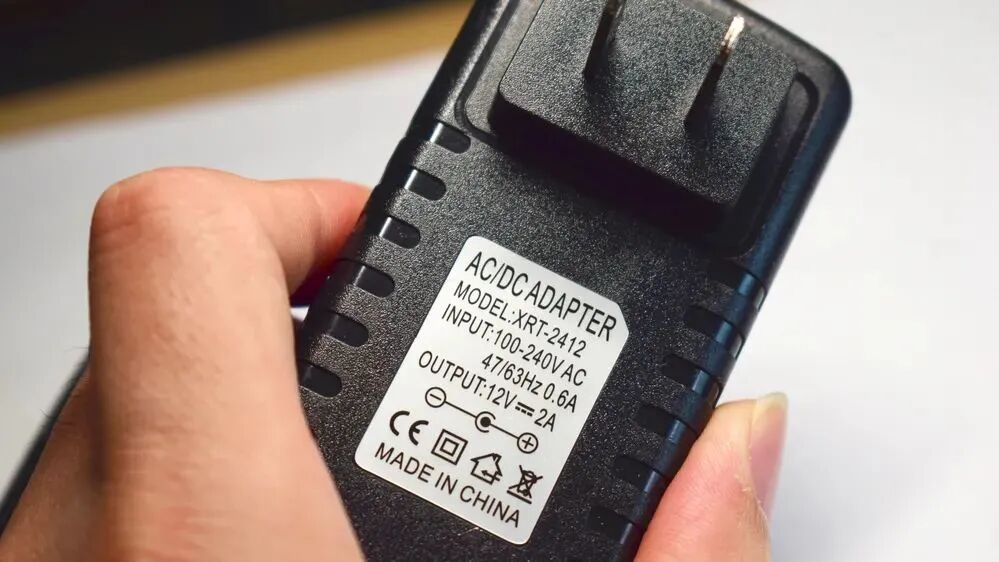 AC/DC ADAPTER
MODEL:XRT-2412
INPUT:100-240V AC
47/63Hz 0.6A
OUTPUT:12V⎓2A
- +
CE
MADE IN CHINA